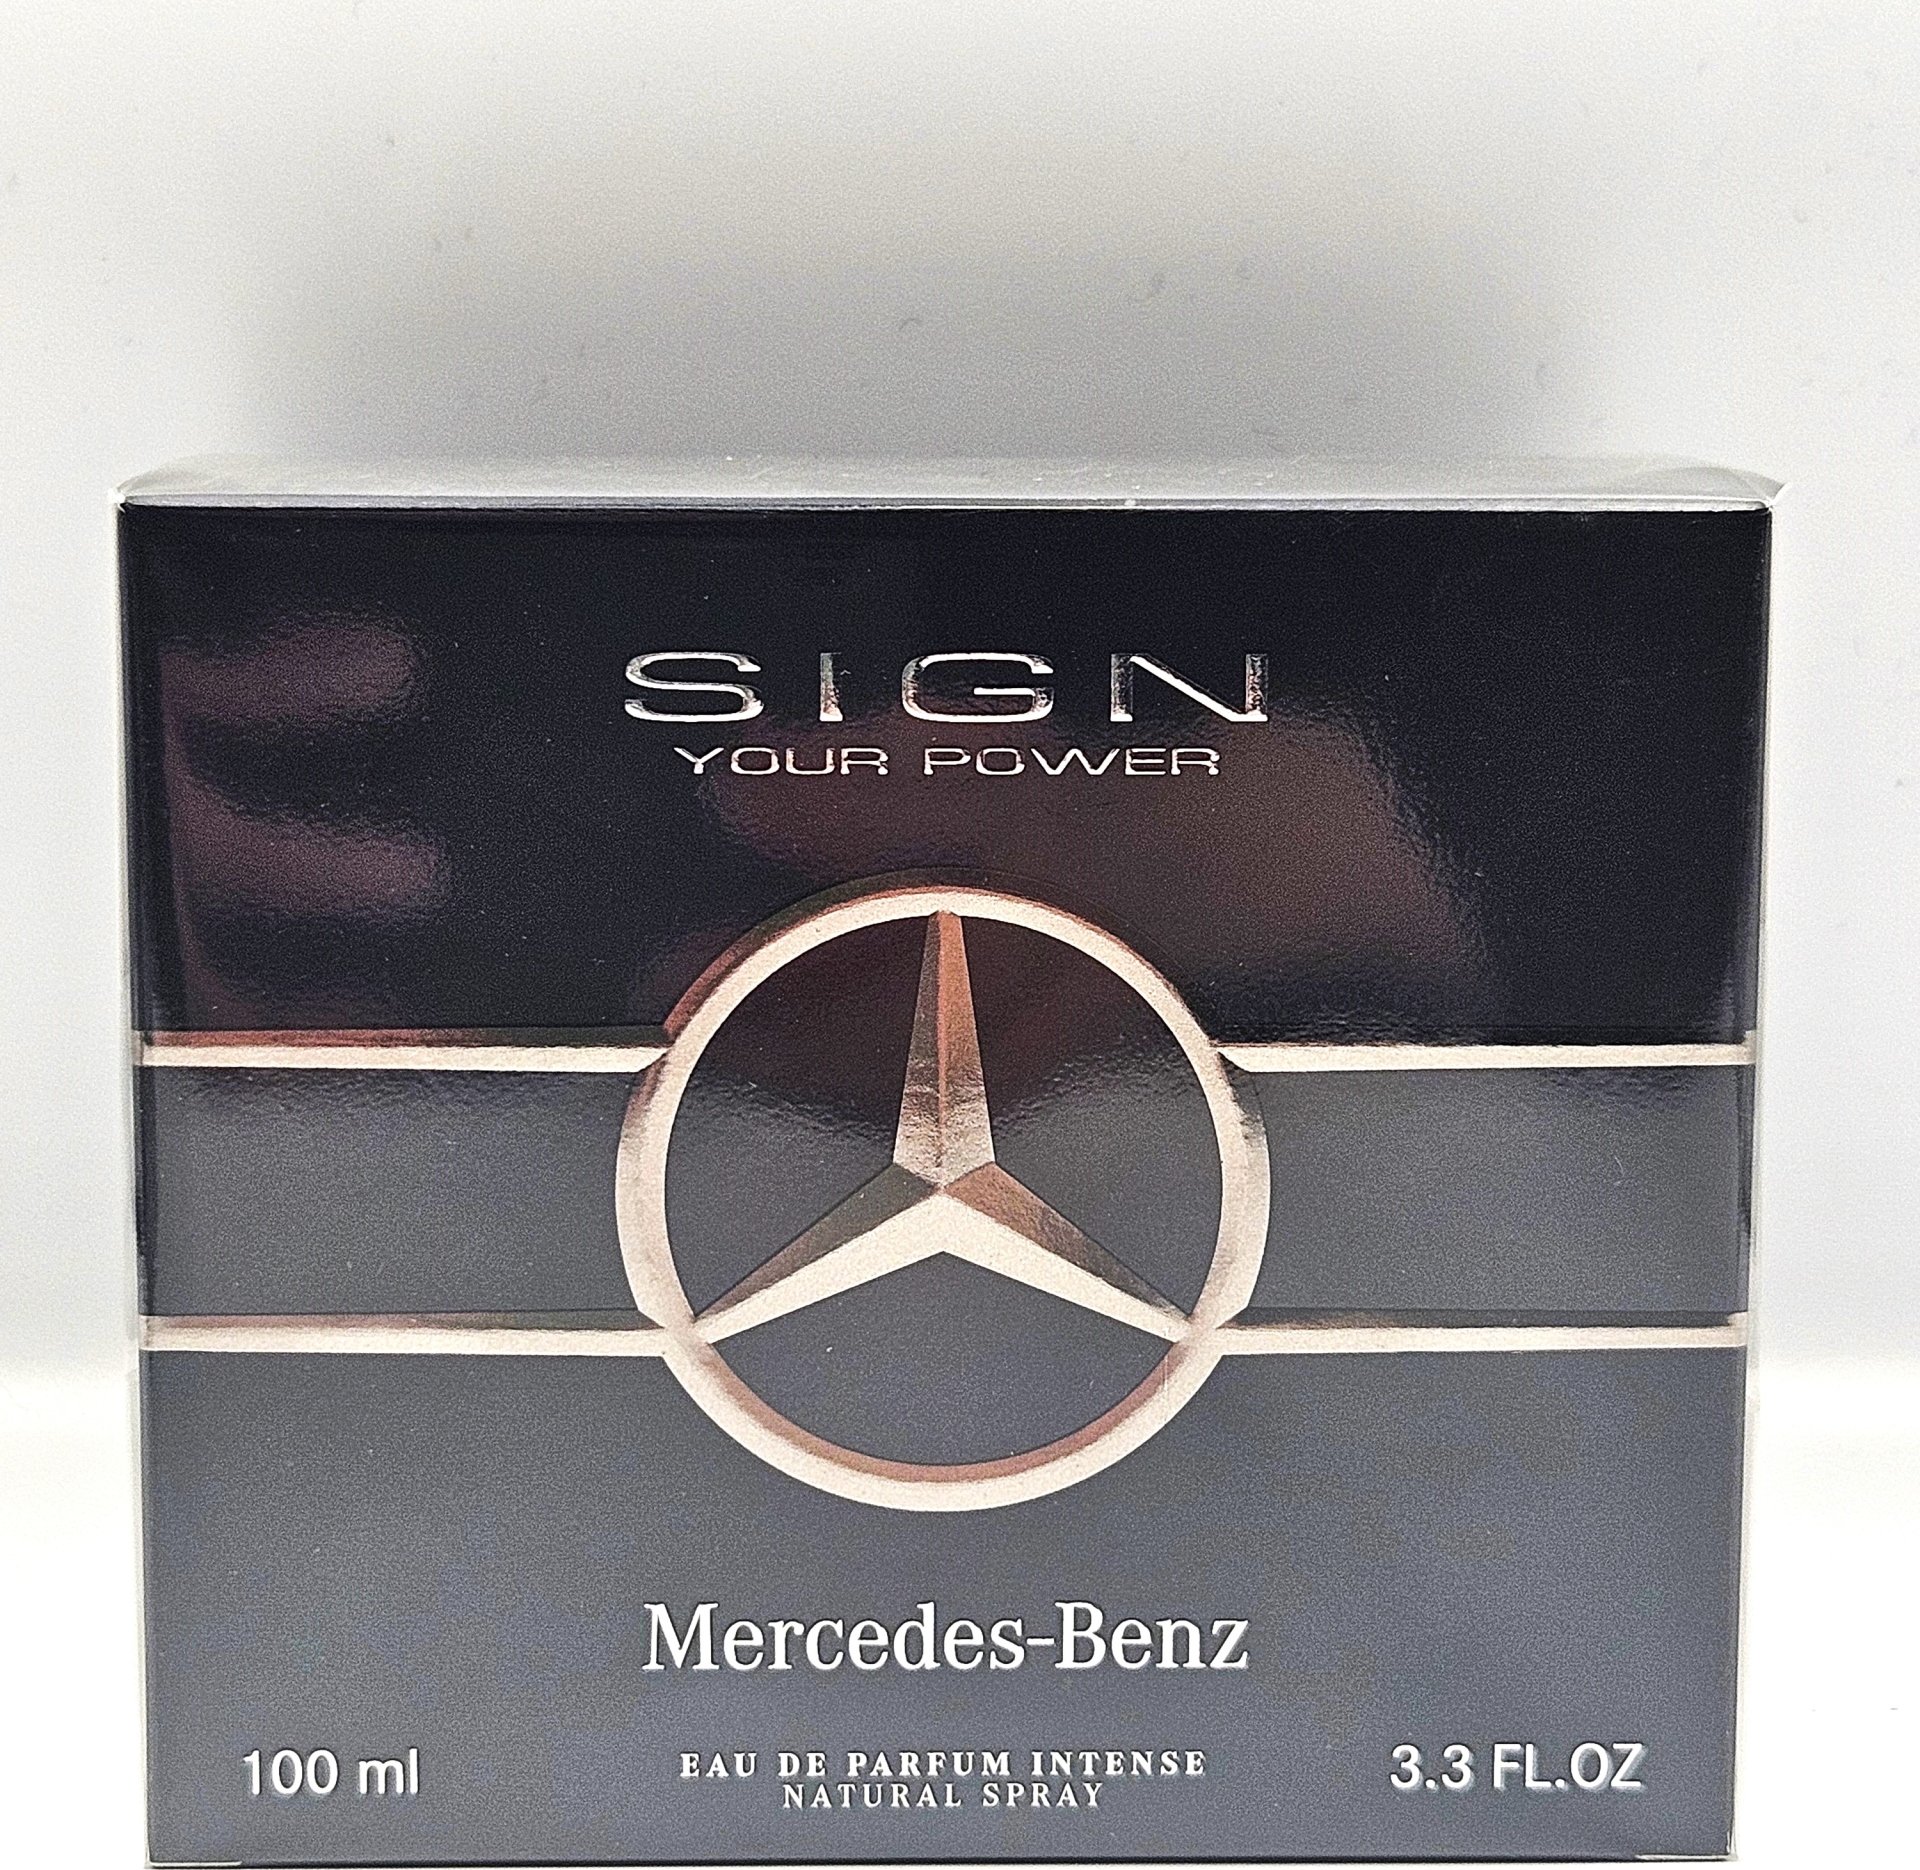 SIGN
YOUR POWER
Mercedes-Benz
100 ml
EAU DE PARFUM INTENSE
NATURAL SPRAY
3.3 FL.OZ